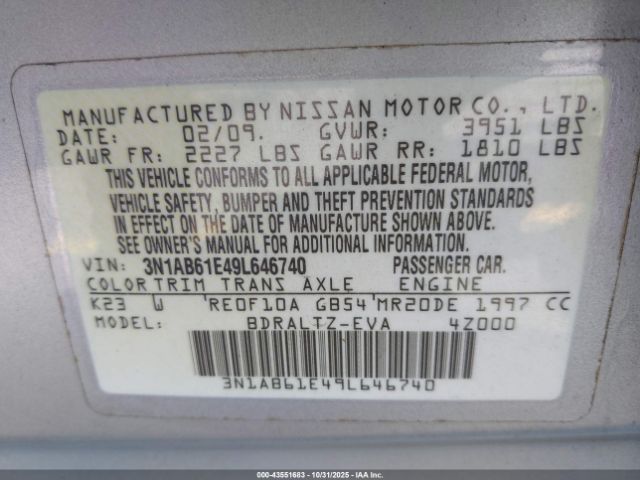 MANUFACTURED BY NISSAN MOTOR CO., LTD.
DATE: 02/09. GVWR: 3951 LBS
GAWR FR: 2227 LBS GAWR RR: 1810 LBS
THIS VEHICLE CONFORMS TO ALL APPLICABLE FEDERAL MOTOR,
VEHICLE SAFETY, BUMPER AND THEFT PREVENTION STANDARDS
IN EFFECT ON THE DATE OF MANUFACTURE SHOWN ABOVE.
SEE OWNER'S MANUAL FOR ADDITIONAL INFORMATION.
VIN: 3N1AB61E49L646740 PASSENGER CAR.
COLOR TRIM TRANS AXLE ENGINE
K23 W RE0F10A GB54 MR20DE 1997 CC
MODEL: BDRALTZ-EVA 4Z000
3N1AB61E49L646740
000-43551683 - 10/31/2025 - IAA Inc.